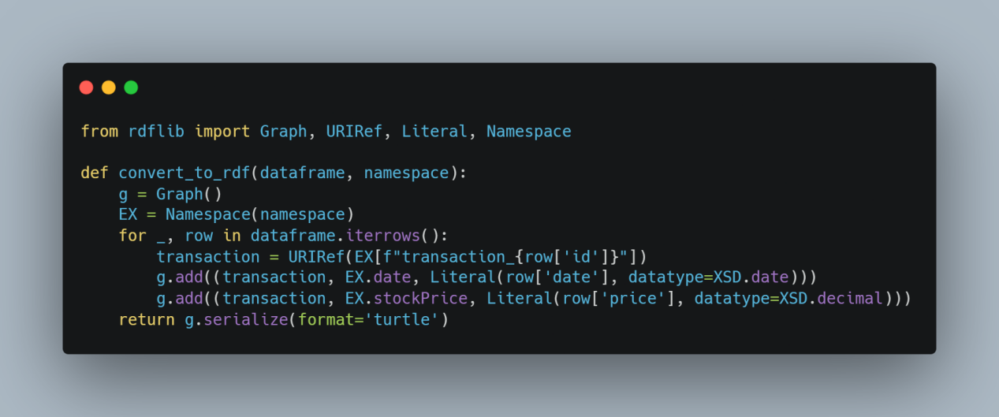 from rdflib import Graph, URIRef, Literal, Namespace

def convert_to_rdf(dataframe, namespace):
    g = Graph()
    EX = Namespace(namespace)
    for _, row in dataframe.iterrows():
        transaction = URIRef(EX[f"transaction_{row['id']}"])
        g.add((transaction, EX.date, Literal(row['date'], datatype=XSD.date)))
        g.add((transaction, EX.stockPrice, Literal(row['price'], datatype=XSD.decimal)))
    return g.serialize(format='turtle')